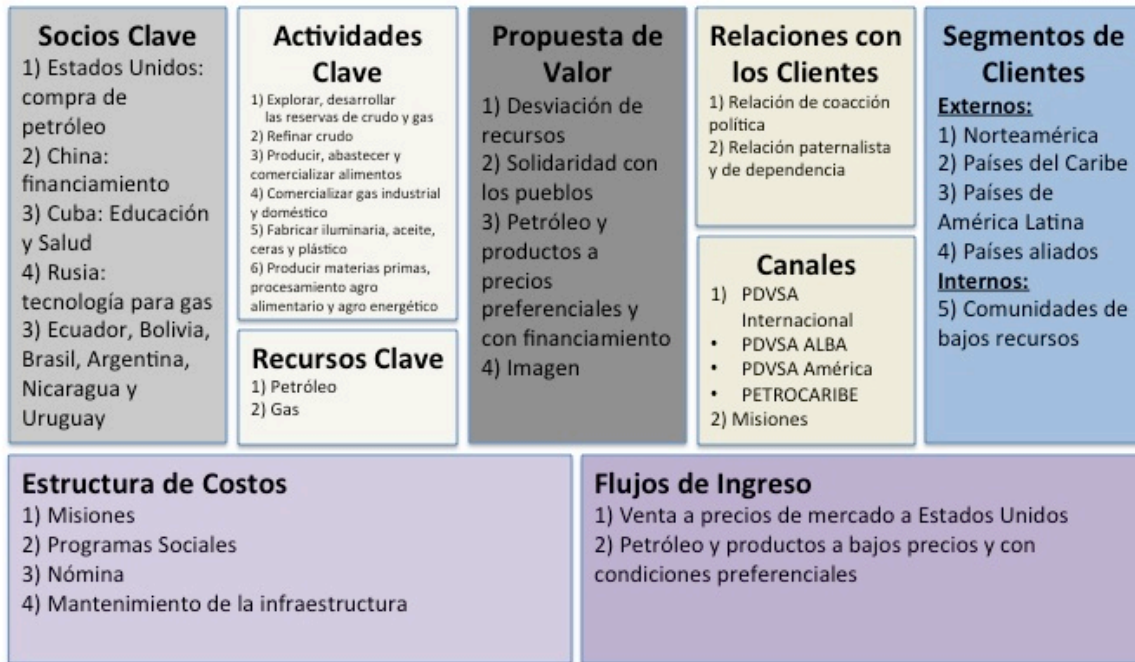 Socios Clave
1) Estados Unidos:
compra de
petróleo
2) China:
financiamiento
3) Cuba: Educación
y Salud
4) Rusia:
tecnología para gas
3) Ecuador, Bolivia,
Brasil, Argentina,
Nicaragua y
Uruguay
Actividades
Clave
1) Explorar, desarrollar
las reservas de crudo y gas
2) Refinar crudo
3) Producir, abastecer y
comercializar alimentos
4) Comercializar gas industrial
y doméstico
5) Fabricar iluminaria, aceite,
ceras y plástico
6) Producir materias primas,
procesamiento agro
alimentario y agro energético
Recursos Clave
1) Petróleo
2) Gas
Propuesta de
Valor
1) Desviación de
recursos
2) Solidaridad con
los pueblos
3) Petróleo y
productos a
precios
preferenciales y
con financiamiento
4) Imagen
Relaciones con
los Clientes
1) Relación de coacción
política
2) Relación paternalista
y de dependencia
Canales
1) PDVSA
Internacional
• PDVSA ALBA
• PDVSA América
• PETROCARIBE
2) Misiones
Segmentos de
Clientes
Externos:
1) Norteamérica
2) Países del Caribe
3) Países de
América Latina
4) Países aliados
Internos:
5) Comunidades de
bajos recursos
Estructura de Costos
1) Misiones
2) Programas Sociales
3) Nómina
4) Mantenimiento de la infraestructura
Flujos de Ingreso
1) Venta a precios de mercado a Estados Unidos
2) Petróleo y productos a bajos precios y con
condiciones preferenciales